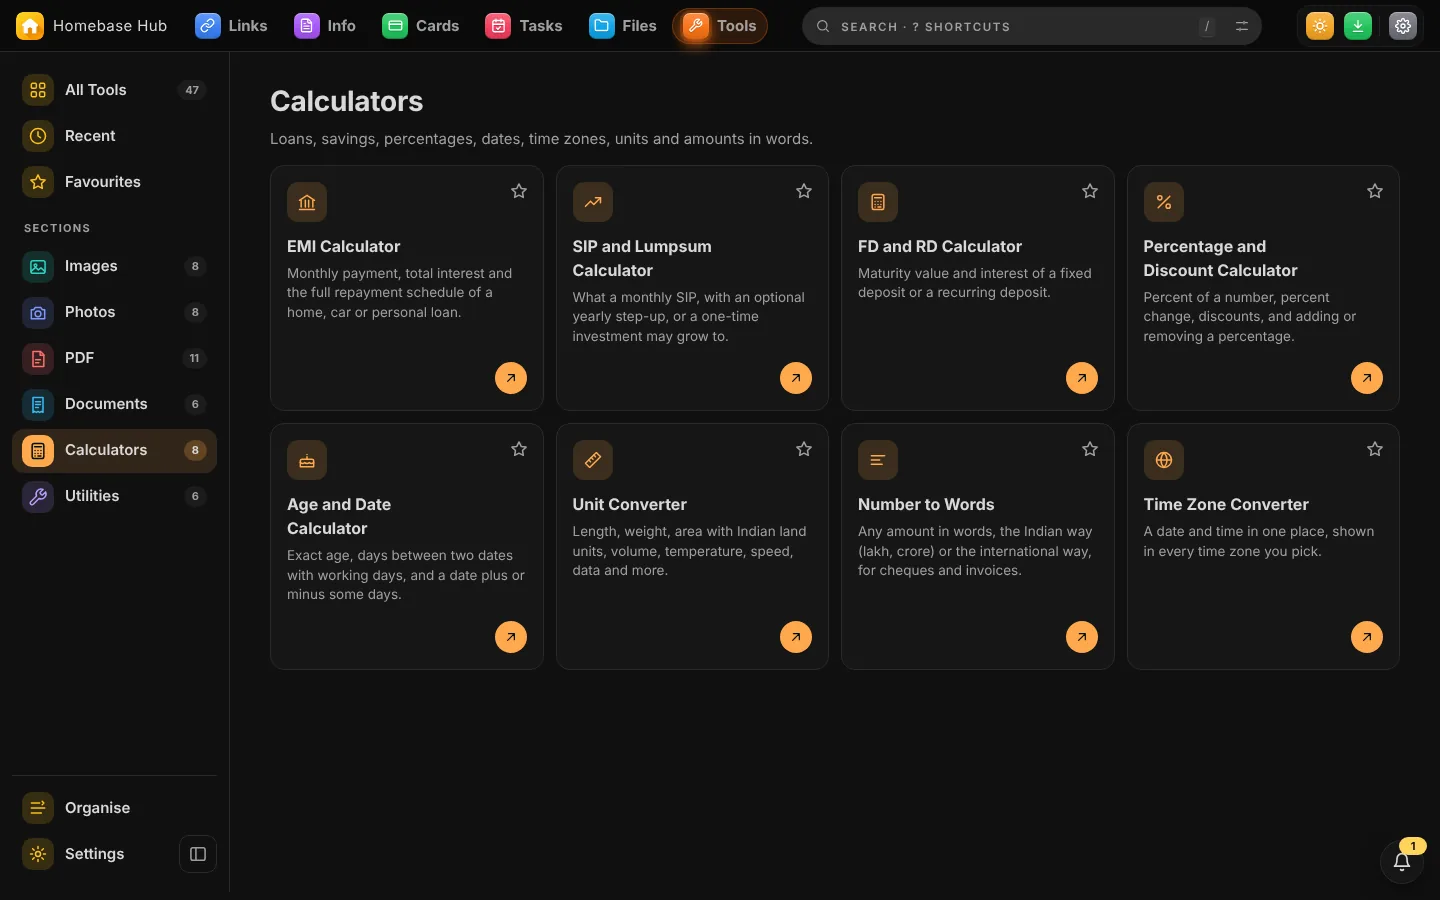 Homebase Hub
Links
Info
Cards
Tasks
Files
Tools
SEARCH · ? SHORTCUTS
/
All Tools
47
Recent
Favourites
SECTIONS
Images
8
Photos
8
PDF
11
Documents
6
Calculators
8
Utilities
6
Organise
Settings
Calculators
Loans, savings, percentages, dates, time zones, units and amounts in words.
EMI Calculator
Monthly payment, total interest and
the full repayment schedule of a
home, car or personal loan.
SIP and Lumpsum
Calculator
What a monthly SIP, with an optional
yearly step-up, or a one-time
investment may grow to.
FD and RD Calculator
Maturity value and interest of a fixed
deposit or a recurring deposit.
Percentage and
Discount Calculator
Percent of a number, percent
change, discounts, and adding or
removing a percentage.
Age and Date
Calculator
Exact age, days between two dates
with working days, and a date plus or
minus some days.
Unit Converter
Length, weight, area with Indian land
units, volume, temperature, speed,
data and more.
Number to Words
Any amount in words, the Indian way
(lakh, crore) or the international way,
for cheques and invoices.
Time Zone Converter
A date and time in one place, shown
in every time zone you pick.
1